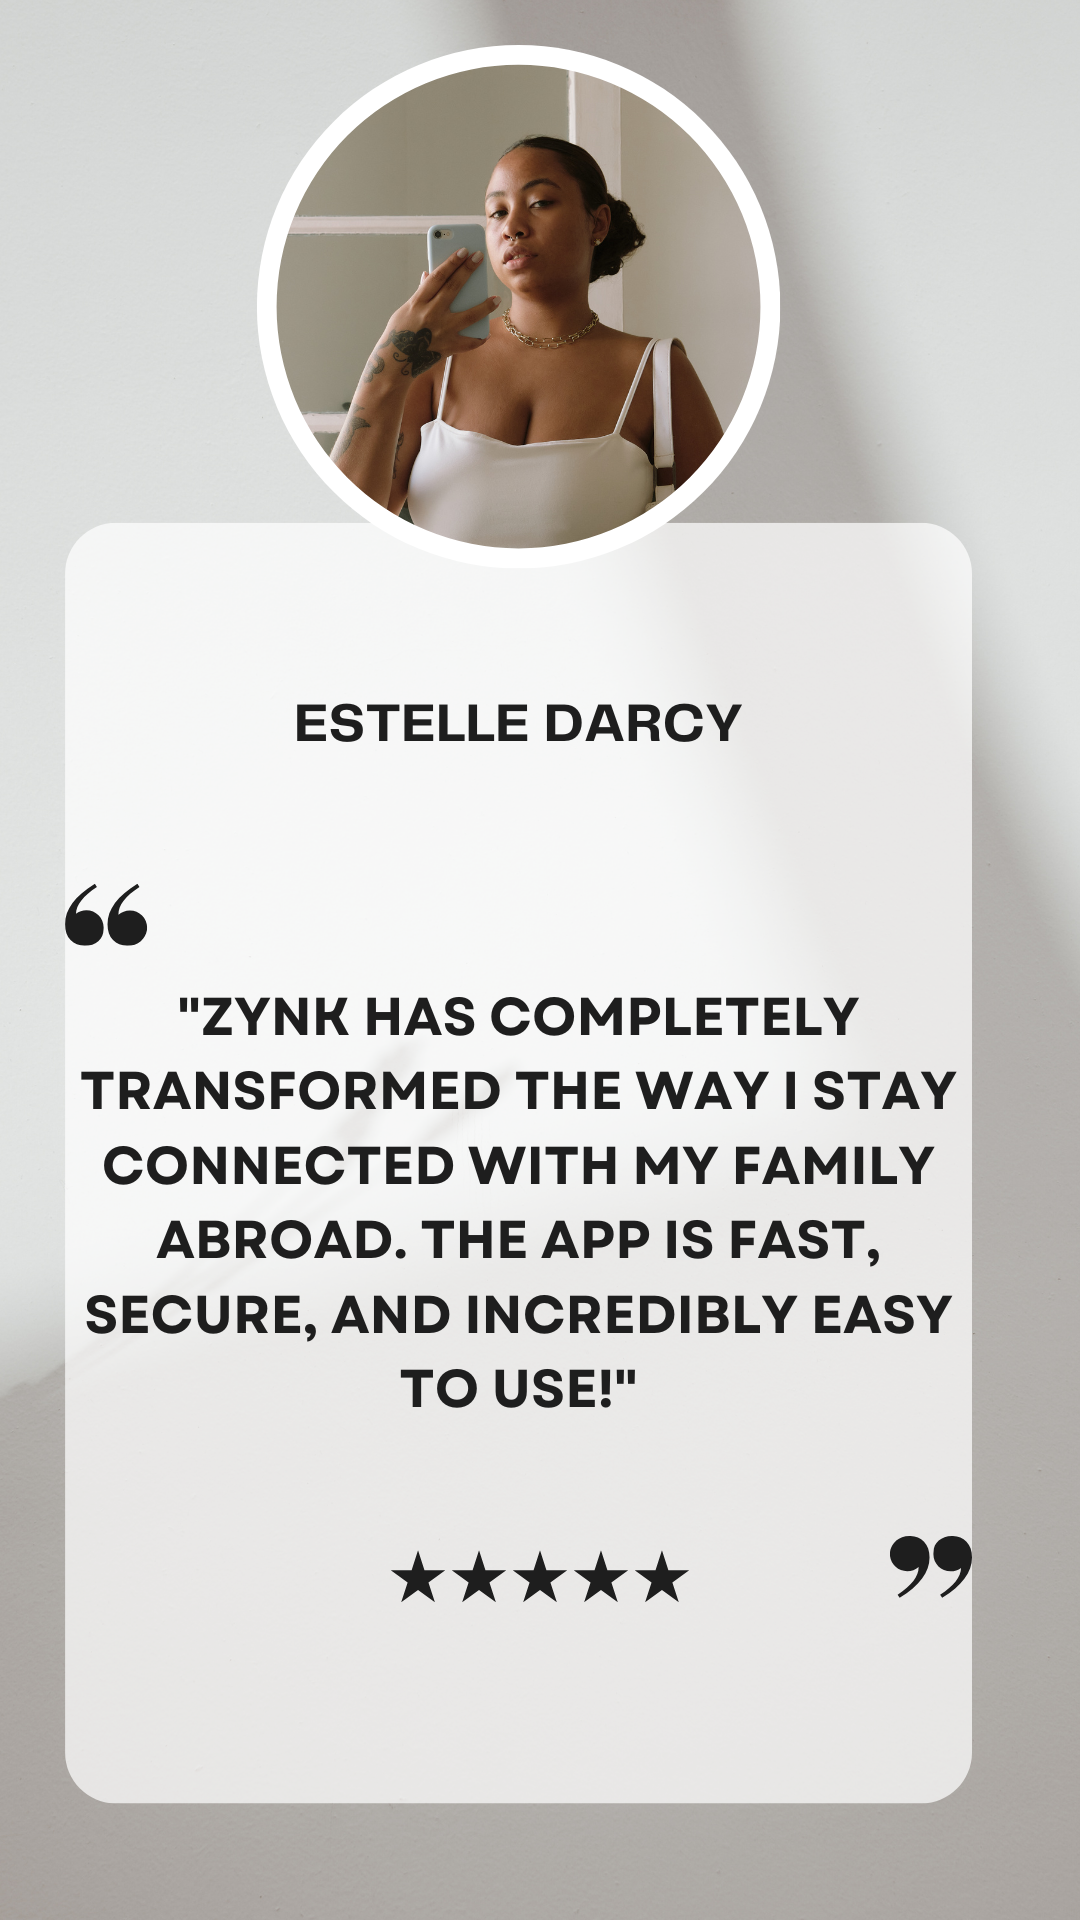 ESTELLE DARCY
“
"ZYNK HAS COMPLETELY
TRANSFORMED THE WAY I STAY
CONNECTED WITH MY FAMILY
ABROAD. THE APP IS FAST,
SECURE, AND INCREDIBLY EASY
TO USE!"
★★★★★
”